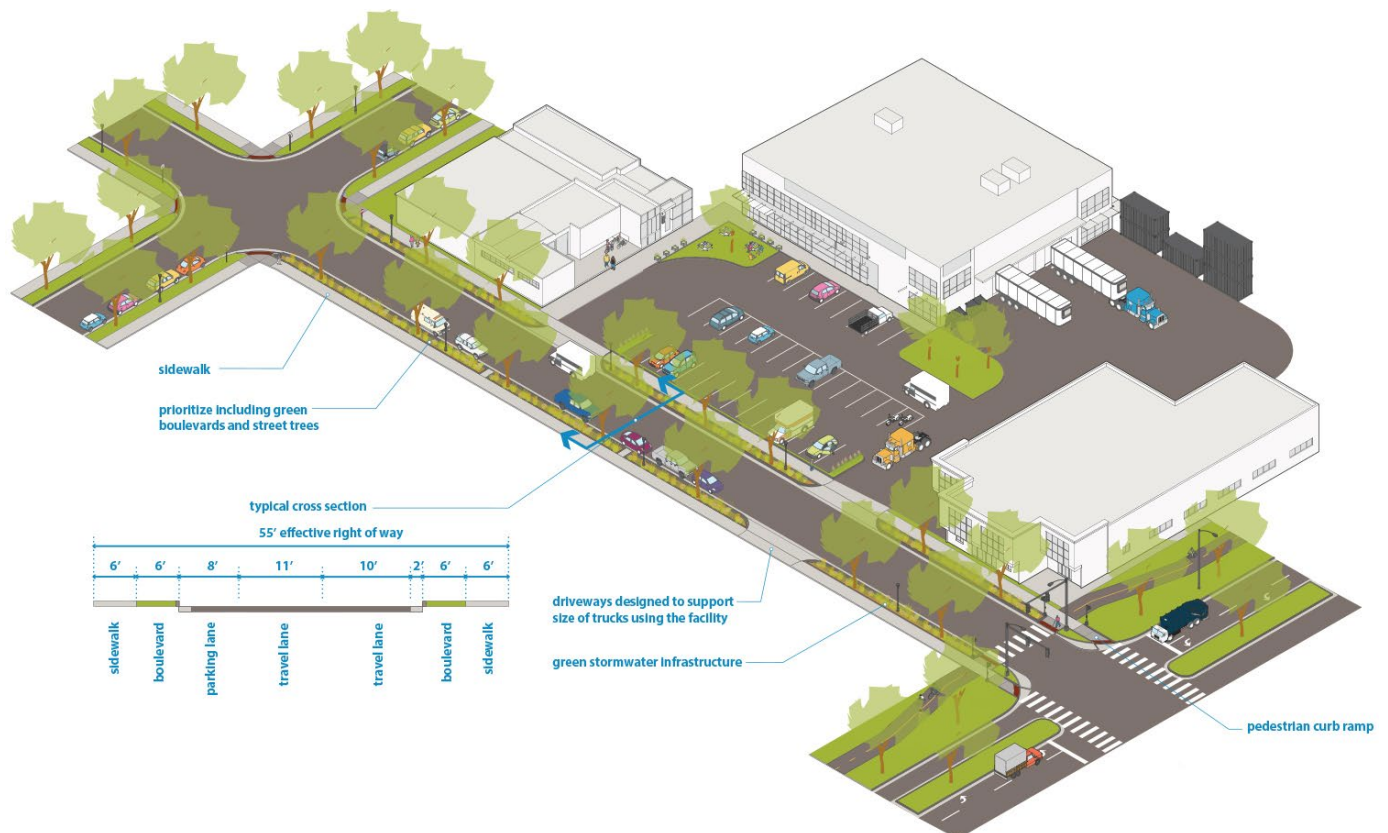 sidewalk
prioritize including green
boulevards and street trees
typical cross section
55' effective right of way
6'
6'
8'
11'
10'
2'
6'
6'
sidewalk
boulevard
parking lane
travel lane
travel lane
boulevard
sidewalk
driveways designed to support
size of trucks using the facility
green stormwater infrastructure
pedestrian curb ramp